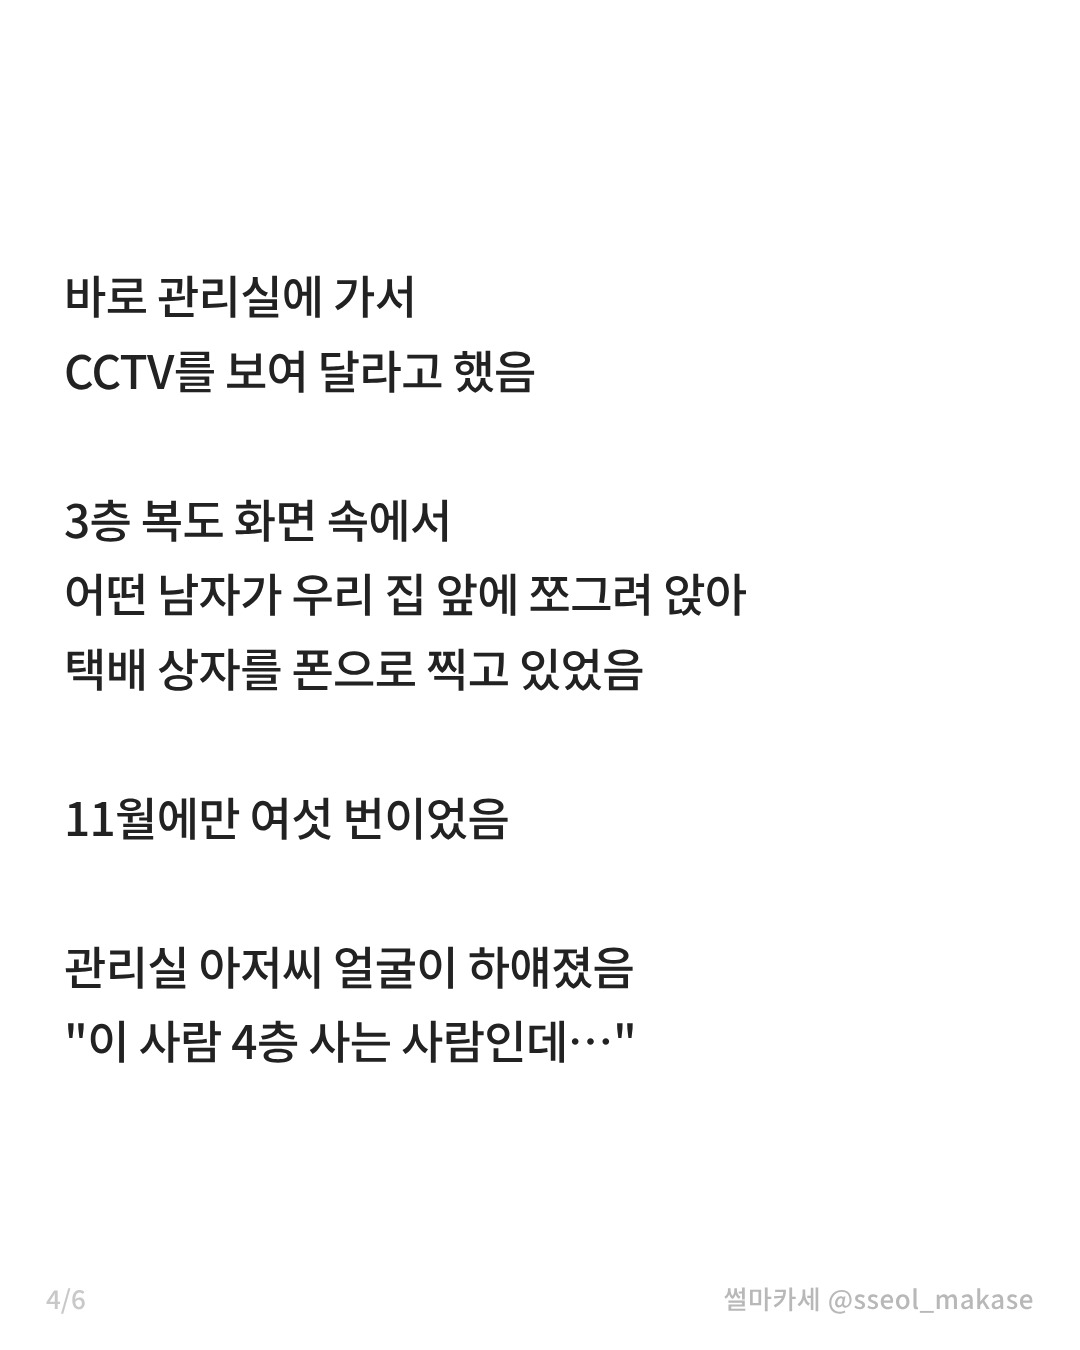 바로 관리실에 가서
CCTV를 보여 달라고 했음
3층 복도 화면 속에서
어떤 남자가 우리 집 앞에 쪼그려 앉아
택배 상자를 폰으로 찍고 있었음
11월에만 여섯 번이었음
관리실 아저씨 얼굴이 하얘졌음
"이 사람 4층 사는 사람인데…"
4/6
썰마카세 @sseol_makase